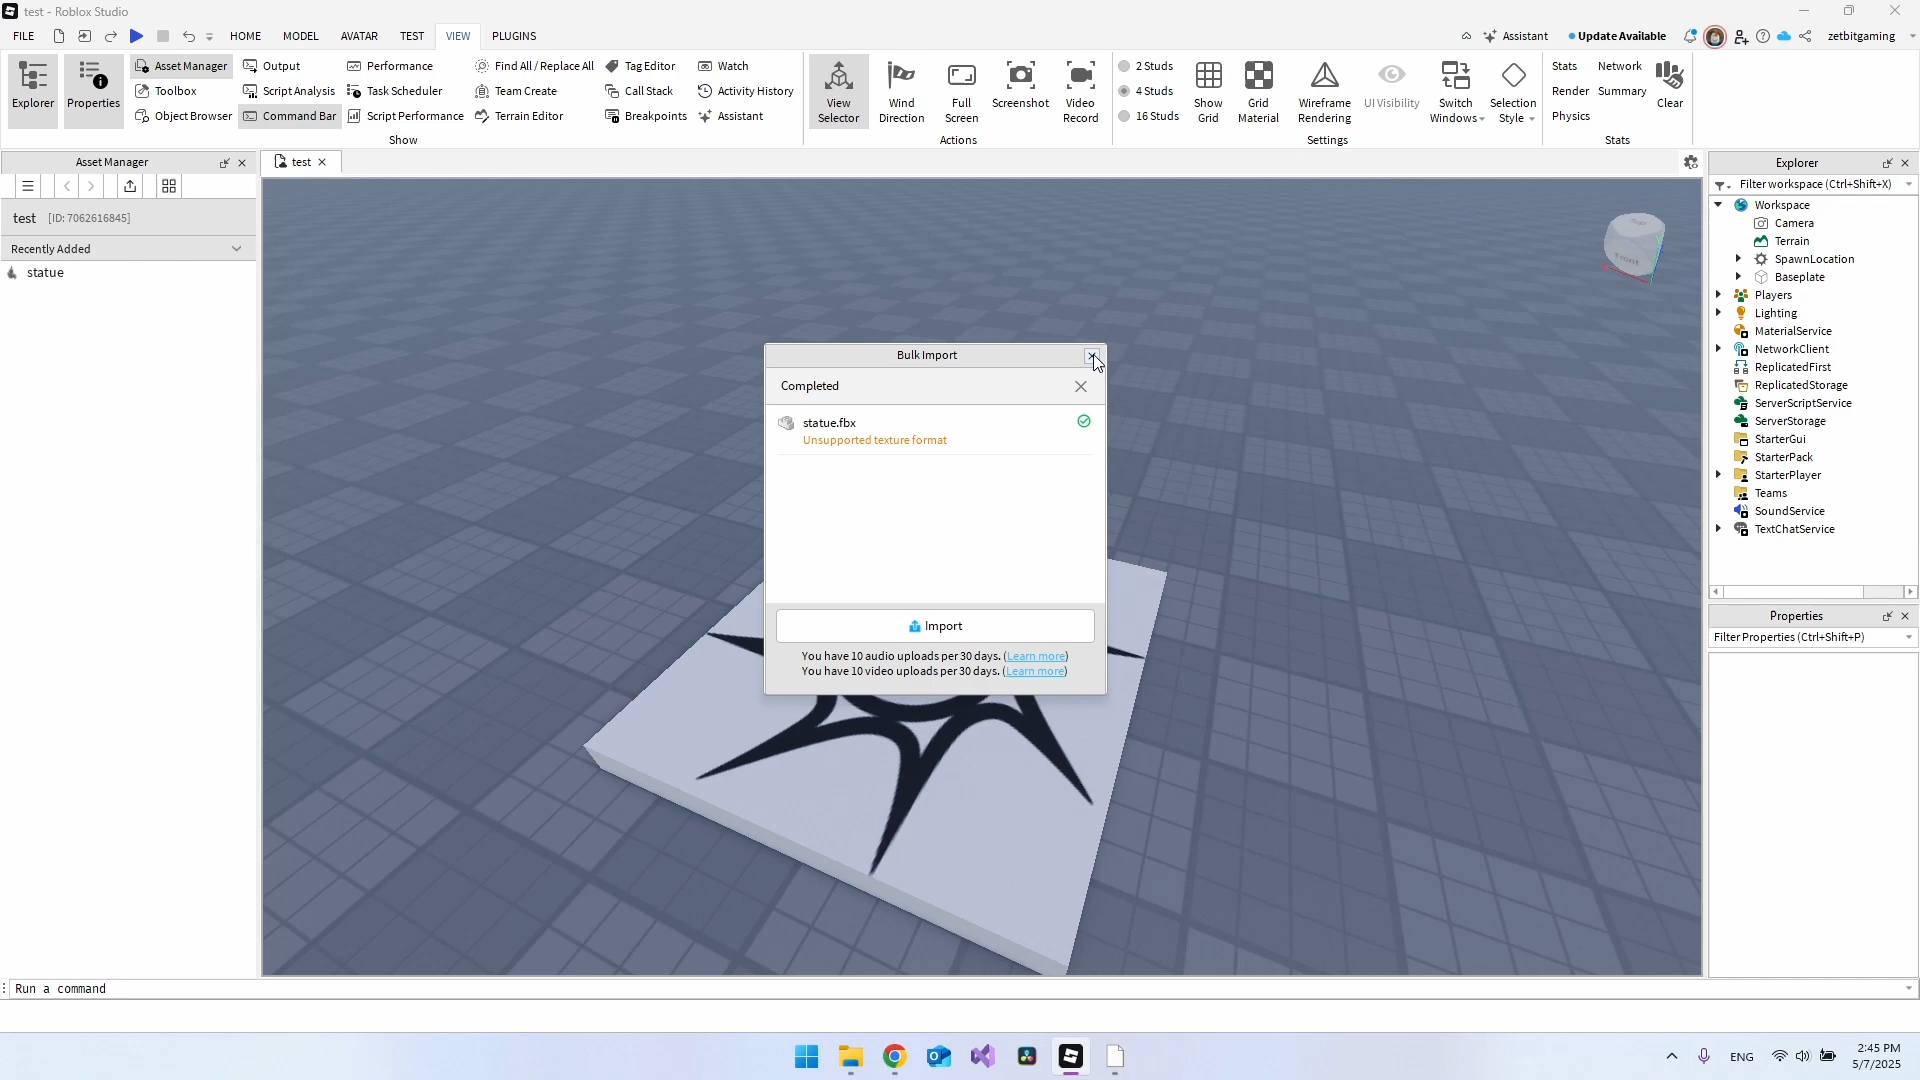 test - Roblox Studio
FILE HOME MODEL AVATAR TEST VIEW PLUGINS Assistant Update Available zetbitgaming
Explorer
Properties
Asset Manager
Toolbox
Object Browser
Output
Script Analysis
Command Bar
Performance
Task Scheduler
Script Performance
Find All / Replace All
Team Create
Terrain Editor
Tag Editor
Call Stack
Breakpoints
Watch
Activity History
Assistant
Show
View
Selector
Wind
Direction
Full
Screen
Screenshot
Video
Record
Actions
2 Studs
4 Studs
16 Studs
Show
Grid
Grid
Material
Wireframe
Rendering
UI Visibility
Switch
Windows
Selection
Style
Settings
Stats
Network
Render
Summary
Physics
Clear
Stats
Asset Manager
test [ID: 7062616845]
Recently Added
statue
test
Bulk Import
Completed
statue.fbx
Unsupported texture format
Import
You have 10 audio uploads per 30 days. (Learn more)
You have 10 video uploads per 30 days. (Learn more)
Explorer
Filter workspace (Ctrl+Shift+X)
Workspace
Camera
Terrain
SpawnLocation
Baseplate
Players
Lighting
MaterialService
NetworkClient
ReplicatedFirst
ReplicatedStorage
ServerScriptService
ServerStorage
StarterGui
StarterPack
StarterPlayer
Teams
SoundService
TextChatService
Properties
Filter Properties (Ctrl+Shift+P)
Run a command
ENG
2:45 PM
5/7/2025